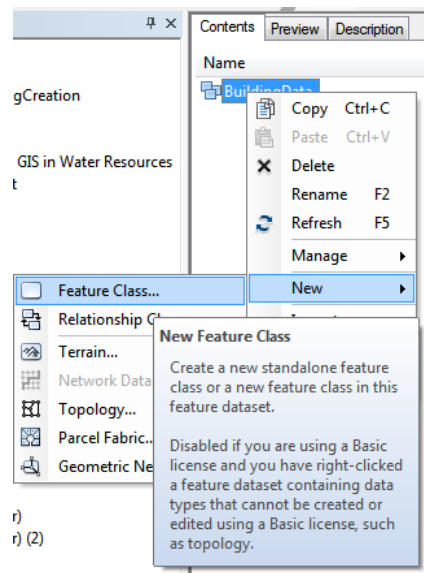 Contents Preview Description
Name
gCreation
BuildingData
Copy Ctrl+C
Paste Ctrl+V
GIS in Water Resources
t
Delete
Rename F2
Refresh F5
Manage
New
Feature Class...
Relationship Cl
New Feature Class
Terrain...
Create a new standalone feature
class or a new feature class in this
feature dataset.
Network Data
Topology...
Disabled if you are using a Basic
license and you have right-clicked
a feature dataset containing data
types that cannot be created or
edited using a Basic license, such
as topology.
Parcel Fabric..
Geometric Ne
r)
r) (2)